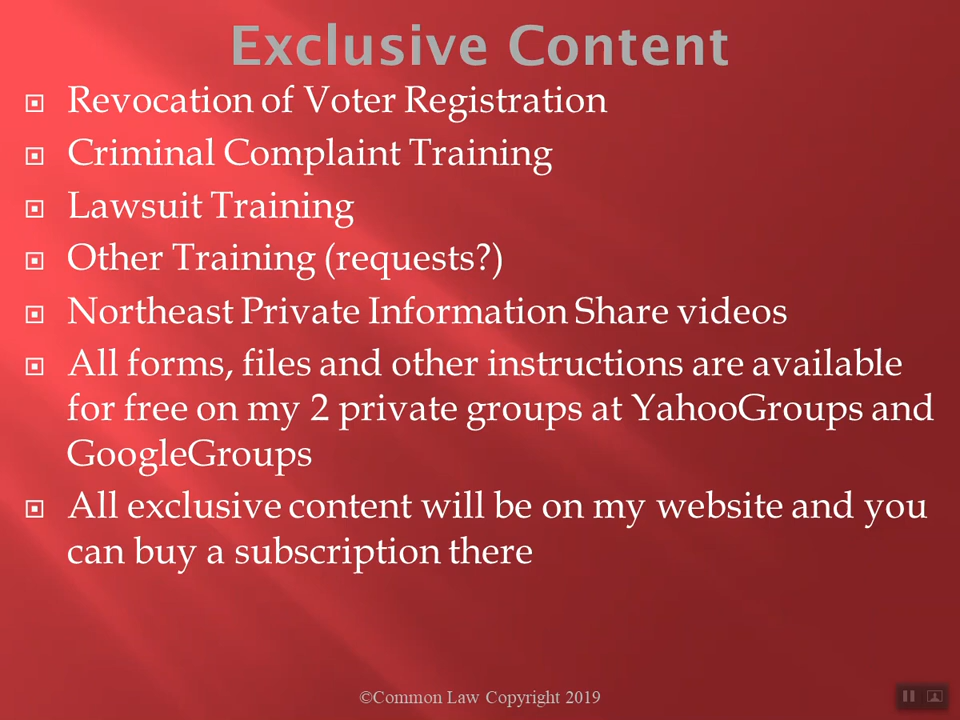 Exclusive Content
Revocation of Voter Registration
Criminal Complaint Training
Lawsuit Training
Other Training (requests?)
Northeast Private Information Share videos
All forms, files and other instructions are available
for free on my 2 private groups at YahooGroups and
GoogleGroups
All exclusive content will be on my website and you
can buy a subscription there
©Common Law Copyright 2019